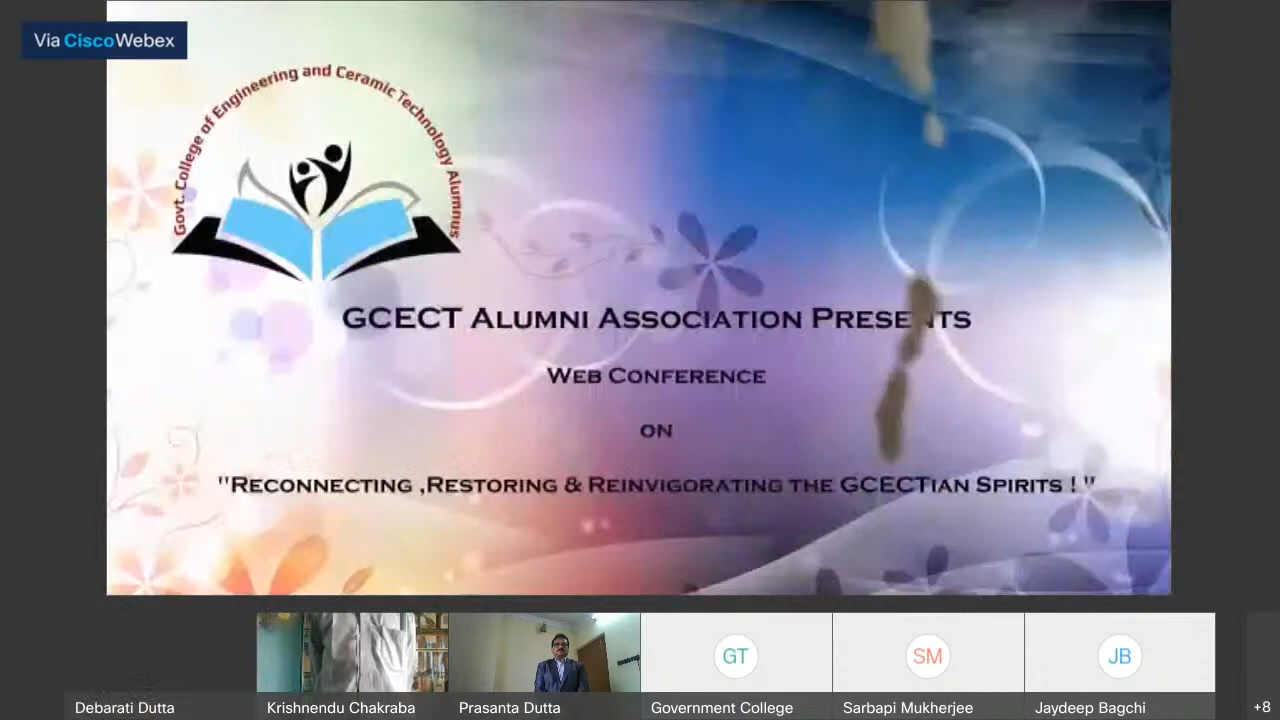 Via CiscoWebex
Govt. College of Engineering and Ceramic Technology Alumnus
GCECT ALUMNI ASSOCIATION PRESENTS
WEB CONFERENCE
ON
"RECONNECTING ,RESTORING & REINVIGORATING THE GCECTIAN SPIRITS ! "
GT
SM
JB
Debarati Dutta
Krishnendu Chakraba
Prasanta Dutta
Government College
Sarbapi Mukherjee
Jaydeep Bagchi
+8